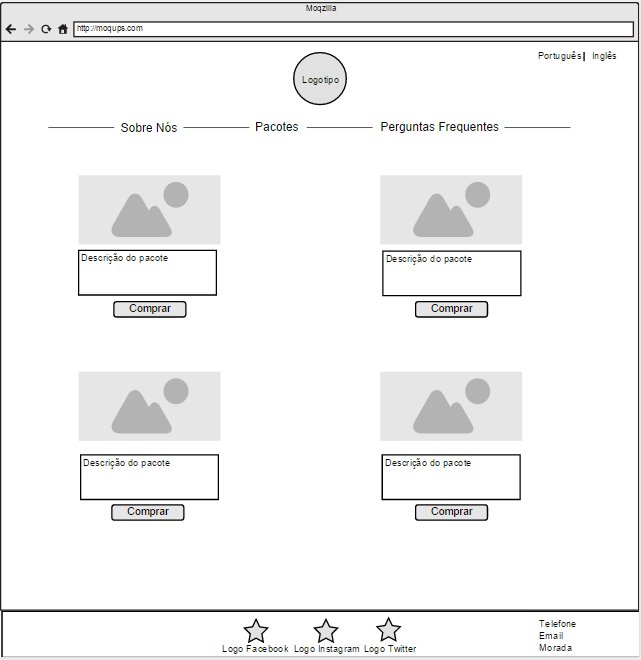 Moqzilla
http://moqups.com
Português| Inglês
Logotipo
Sobre Nós Pacotes Perguntas Frequentes
Descrição do pacote Descrição do pacote
Comprar Comprar
Descrição do pacote Descrição do pacote
Comprar Comprar
Logo Facebook Logo Instagram Logo Twitter
Telefone
Email
Morada